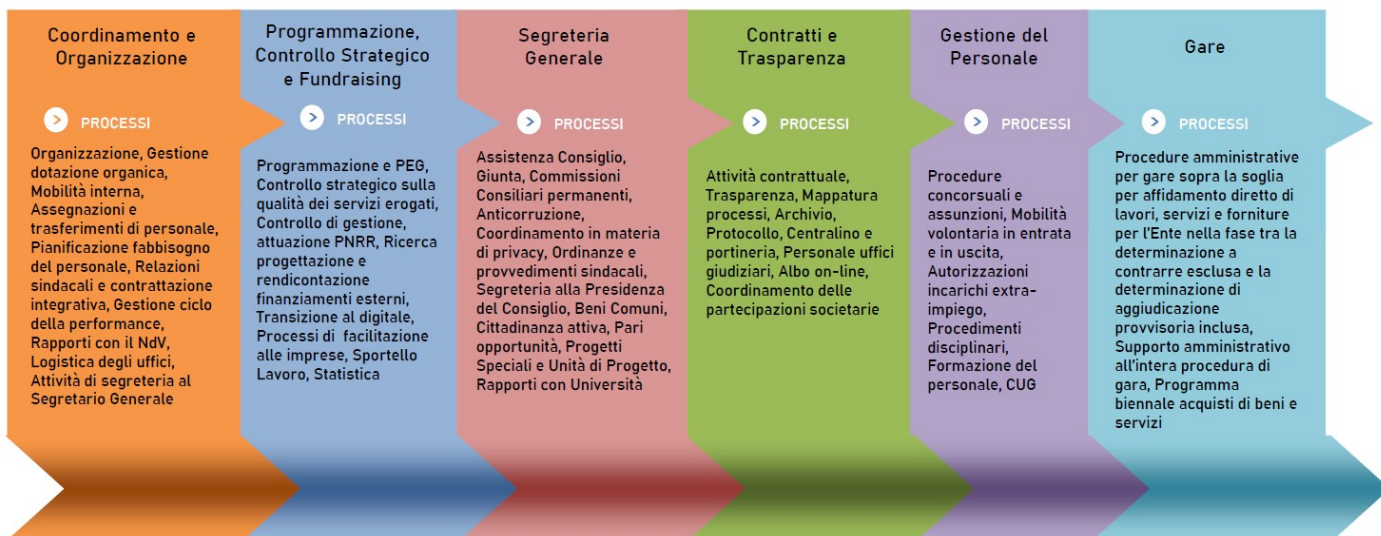 Coordinamento e
Organizzazione
PROCESSI
Organizzazione, Gestione
dotazione organica,
Mobilità interna,
Assegnazioni e
trasferimenti di personale,
Pianificazione fabbisogno
del personale, Relazioni
sindacali e contrattazione
integrativa, Gestione ciclo
della performance,
Rapporti con il NdV,
Logistica degli uffici,
Attività di segreteria al
Segretario Generale
Programmazione,
Controllo Strategico
e Fundraising
PROCESSI
Programmazione e PEG,
Controllo strategico sulla
qualità dei servizi erogati,
Controllo di gestione,
attuazione PNRR, Ricerca
progettazione e
rendicontazione
finanziamenti esterni,
Transizione al digitale,
Processi di facilitazione
alle imprese, Sportello
Lavoro, Statistica
Segreteria
Generale
PROCESSI
Assistenza Consiglio,
Giunta, Commissioni
Consiliari permanenti,
Anticorruzione,
Coordinamento in materia
di privacy, Ordinanze e
provvedimenti sindacali,
Segreteria alla Presidenza
del Consiglio, Beni Comuni,
Cittadinanza attiva, Pari
opportunità, Progetti
Speciali e Unità di Progetto,
Rapporti con Università
Contratti e
Trasparenza
PROCESSI
Attività contrattuale,
Trasparenza, Mappatura
processi, Archivio,
Protocollo, Centralino e
portineria, Personale uffici
giudiziari, Albo on-line,
Coordinamento delle
partecipazioni societarie
Gestione del
Personale
PROCESSI
Procedure
concorsuali e
assunzioni, Mobilità
volontaria in entrata
e in uscita,
Autorizzazioni
incarichi extra-
impiego,
Procedimenti
disciplinari,
Formazione del
personale, CUG
Gare
PROCESSI
Procedure amministrative
per gare sopra la soglia
per affidamento diretto di
lavori, servizi e forniture
per l'Ente nella fase tra la
determinazione a
contrarre esclusa e la
determinazione di
aggiudicazione
provvisoria inclusa,
Supporto amministrativo
all'intera procedura di
gara, Programma
biennale acquisti di beni e
servizi